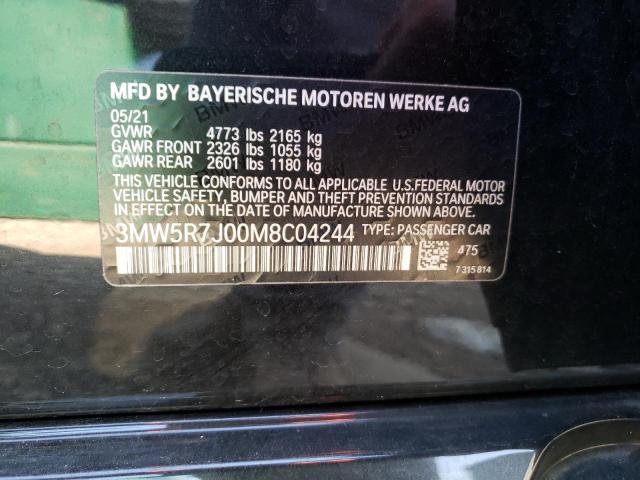 MFD BY BAYERISCHE MOTOREN WERKE AG
05/21
GVWR 4773 lbs 2165 kg
GAWR FRONT 2326 lbs 1055 kg
GAWR REAR 2601 lbs 1180 kg
THIS VEHICLE CONFORMS TO ALL APPLICABLE U.S.FEDERAL MOTOR
VEHICLE SAFETY, BUMPER AND THEFT PREVENTION STANDARDS
IN EFFECT ON THE DATE OF MANUFACTURE SHOWN ABOVE.
3MW5R7J00M8C04244 TYPE: PASSENGER CAR
475
7 315 814